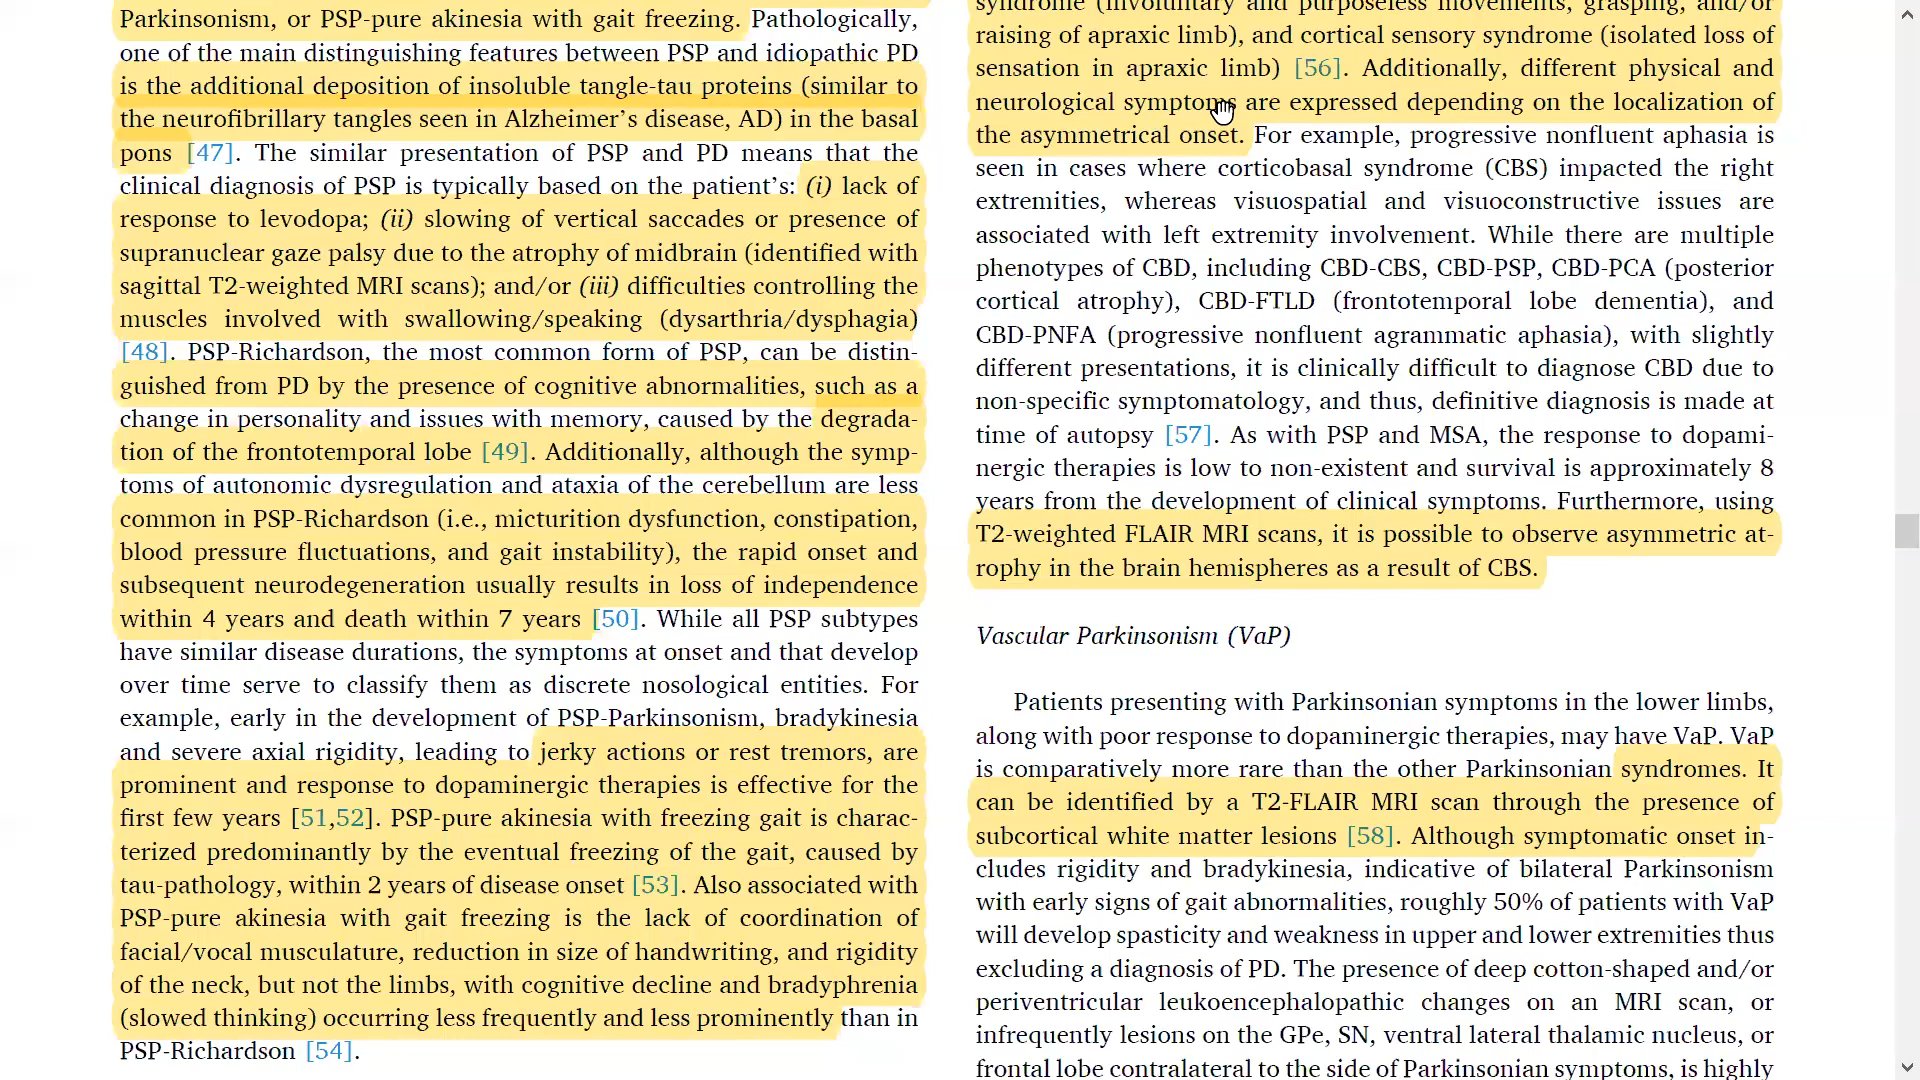 Parkinsonism, or PSP-pure akinesia with gait freezing. Pathologically,
one of the main distinguishing features between PSP and idiopathic PD
is the additional deposition of insoluble tangle-tau proteins (similar to
the neurofibrillary tangles seen in Alzheimer's disease, AD) in the basal
pons [47]. The similar presentation of PSP and PD means that the
clinical diagnosis of PSP is typically based on the patient's: (i) lack of
response to levodopa; (ii) slowing of vertical saccades or presence of
supranuclear gaze palsy due to the atrophy of midbrain (identified with
sagittal T2-weighted MRI scans); and/or (iii) difficulties controlling the
muscles involved with swallowing/speaking (dysarthria/dysphagia)
[48]. PSP-Richardson, the most common form of PSP, can be distin-
guished from PD by the presence of cognitive abnormalities, such as a
change in personality and issues with memory, caused by the degrada-
tion of the frontotemporal lobe [49]. Additionally, although the symp-
toms of autonomic dysregulation and ataxia of the cerebellum are less
common in PSP-Richardson (i.e., micturition dysfunction, constipation,
blood pressure fluctuations, and gait instability), the rapid onset and
subsequent neurodegeneration usually results in loss of independence
within 4 years and death within 7 years [50]. While all PSP subtypes
have similar disease durations, the symptoms at onset and that develop
over time serve to classify them as discrete nosological entities. For
example, early in the development of PSP-Parkinsonism, bradykinesia
and severe axial rigidity, leading to jerky actions or rest tremors, are
prominent and response to dopaminergic therapies is effective for the
first few years [51,52]. PSP-pure akinesia with freezing gait is charac-
terized predominantly by the eventual freezing of the gait, caused by
tau-pathology, within 2 years of disease onset [53]. Also associated with
PSP-pure akinesia with gait freezing is the lack of coordination of
facial/vocal musculature, reduction in size of handwriting, and rigidity
of the neck, but not the limbs, with cognitive decline and bradyphrenia
(slowed thinking) occurring less frequently and less prominently than in
PSP-Richardson [54].
syndrome (involuntary and purposeless movements, grasping, and/or
raising of apraxic limb), and cortical sensory syndrome (isolated loss of
sensation in apraxic limb) [56]. Additionally, different physical and
neurological symptoms are expressed depending on the localization of
the asymmetrical onset. For example, progressive nonfluent aphasia is
seen in cases where corticobasal syndrome (CBS) impacted the right
extremities, whereas visuospatial and visuoconstructive issues are
associated with left extremity involvement. While there are multiple
phenotypes of CBD, including CBD-CBS, CBD-PSP, CBD-PCA (posterior
cortical atrophy), CBD-FTLD (frontotemporal lobe dementia), and
CBD-PNFA (progressive nonfluent agrammatic aphasia), with slightly
different presentations, it is clinically difficult to diagnose CBD due to
non-specific symptomatology, and thus, definitive diagnosis is made at
time of autopsy [57]. As with PSP and MSA, the response to dopami-
nergic therapies is low to non-existent and survival is approximately 8
years from the development of clinical symptoms. Furthermore, using
T2-weighted FLAIR MRI scans, it is possible to observe asymmetric at-
rophy in the brain hemispheres as a result of CBS.
Vascular Parkinsonism (VaP)
Patients presenting with Parkinsonian symptoms in the lower limbs,
along with poor response to dopaminergic therapies, may have VaP. VaP
is comparatively more rare than the other Parkinsonian syndromes. It
can be identified by a T2-FLAIR MRI scan through the presence of
subcortical white matter lesions [58]. Although symptomatic onset in-
cludes rigidity and bradykinesia, indicative of bilateral Parkinsonism
with early signs of gait abnormalities, roughly 50% of patients with VaP
will develop spasticity and weakness in upper and lower extremities thus
excluding a diagnosis of PD. The presence of deep cotton-shaped and/or
periventricular leukoencephalopathic changes on an MRI scan, or
infrequently lesions on the GPe, SN, ventral lateral thalamic nucleus, or
frontal lobe contralateral to the side of Parkinsonian symptoms, is highly